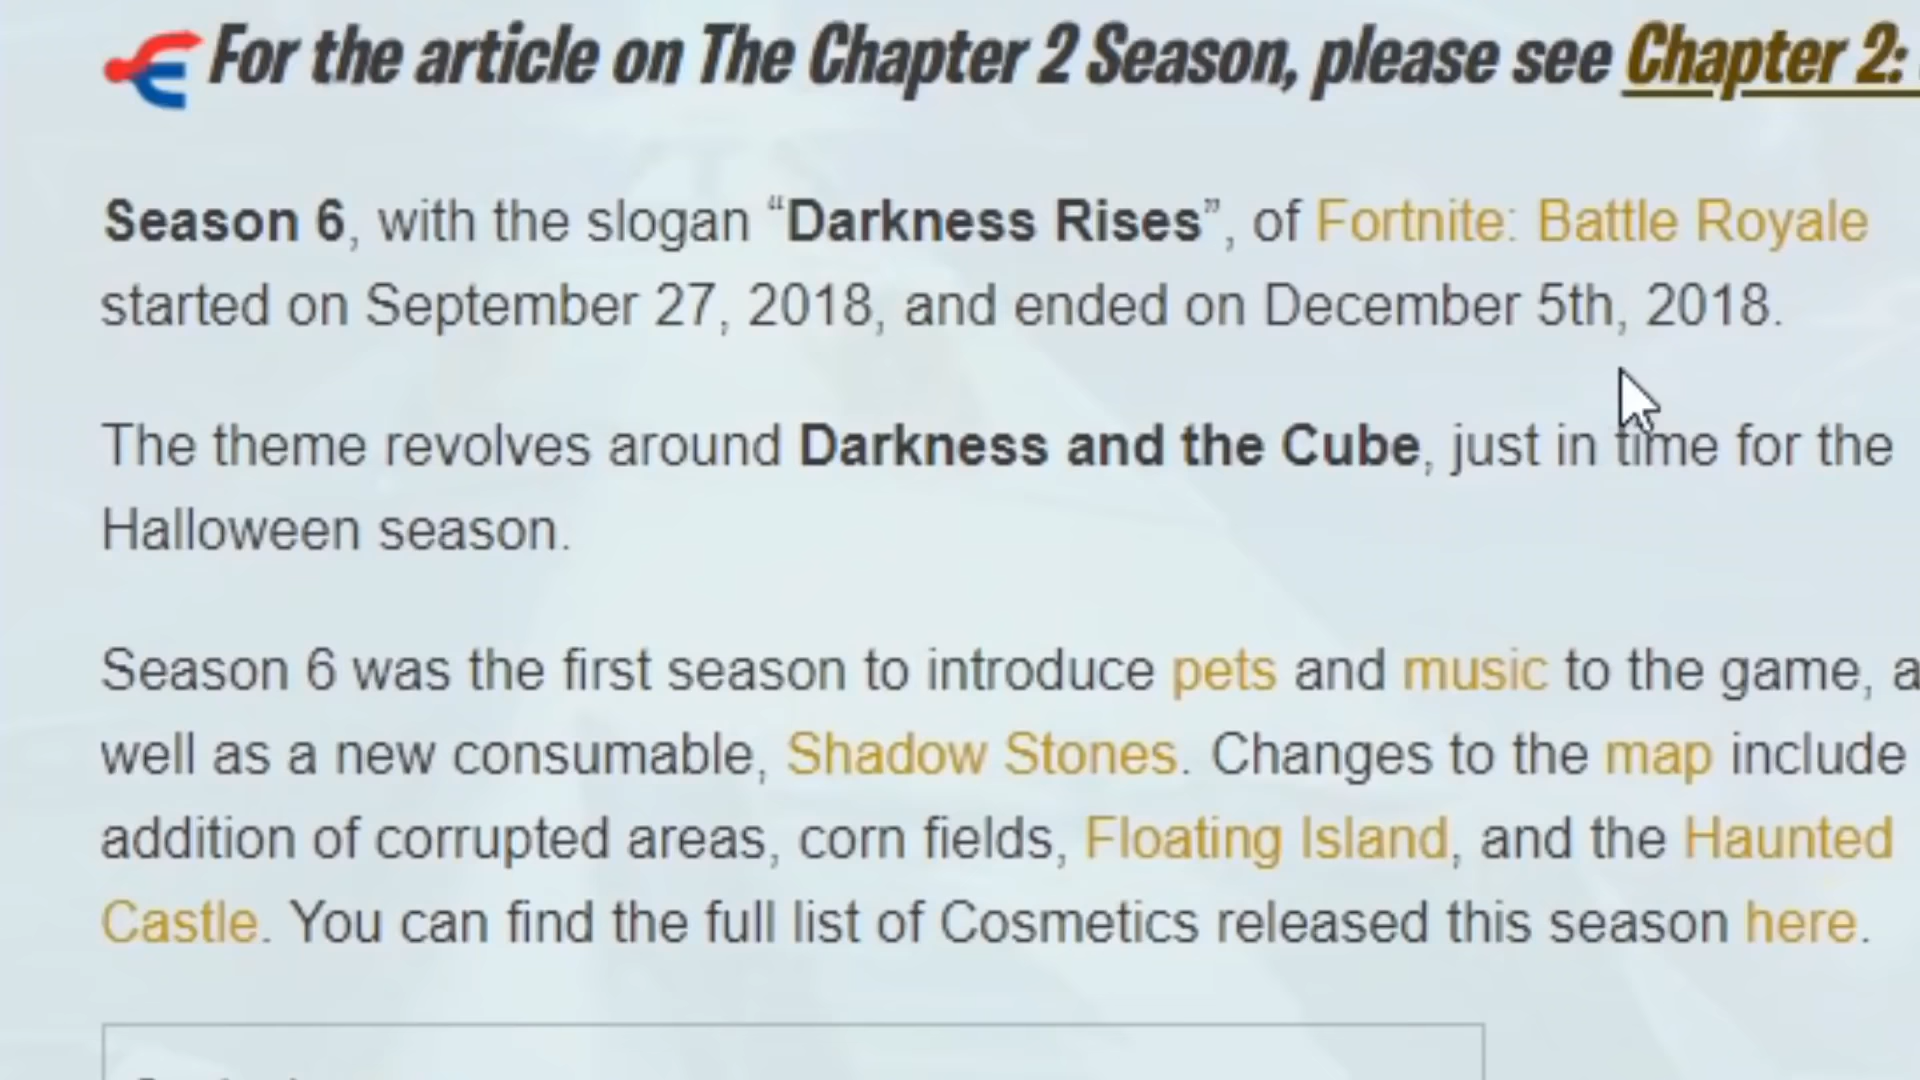 For the article on The Chapter 2 Season, please see Chapter 2:
Season 6, with the slogan “Darkness Rises”, of Fortnite: Battle Royale
started on September 27, 2018, and ended on December 5th, 2018.
The theme revolves around Darkness and the Cube, just in time for the
Halloween season.
Season 6 was the first season to introduce pets and music to the game,
well as a new consumable, Shadow Stones. Changes to the map include
addition of corrupted areas, corn fields, Floating Island, and the Haunted
Castle. You can find the full list of Cosmetics released this season here.